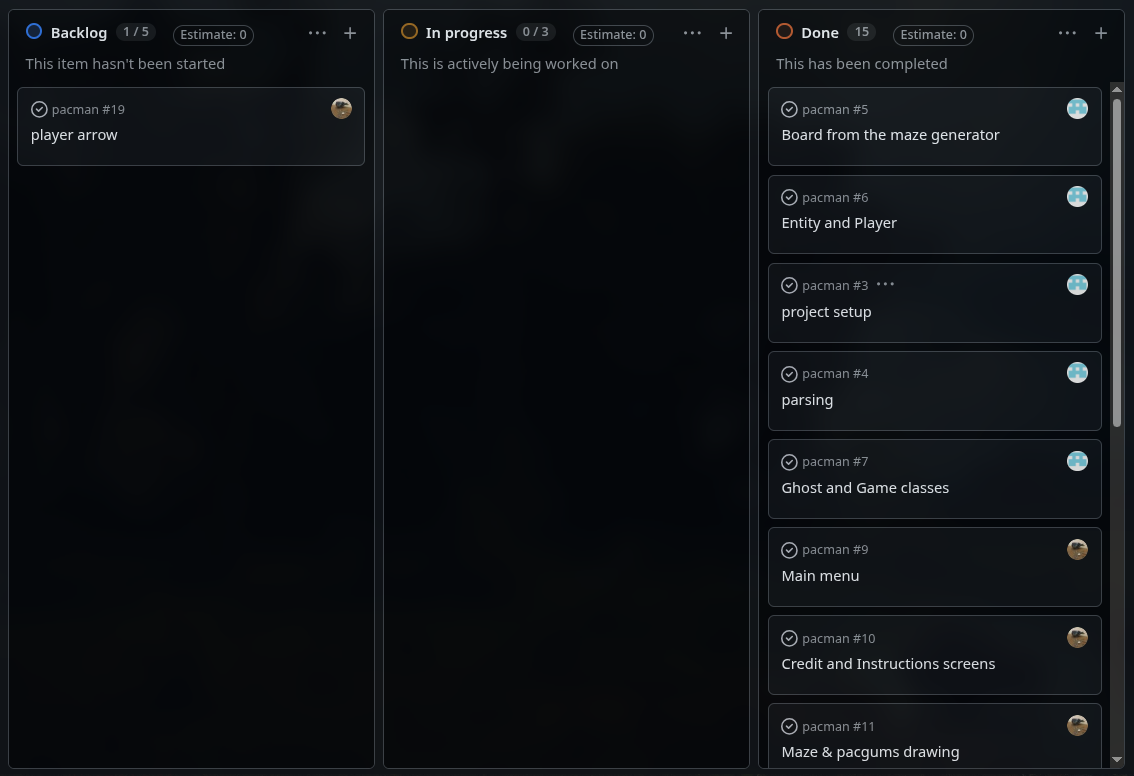 Backlog 1 / 5 Estimate: 0
This item hasn't been started
pacman #19
player arrow
In progress 0 / 3 Estimate: 0
This is actively being worked on
Done 15 Estimate: 0
This has been completed
pacman #5
Board from the maze generator
pacman #6
Entity and Player
pacman #3
project setup
pacman #4
parsing
pacman #7
Ghost and Game classes
pacman #9
Main menu
pacman #10
Credit and Instructions screens
pacman #11
Maze & pacgums drawing